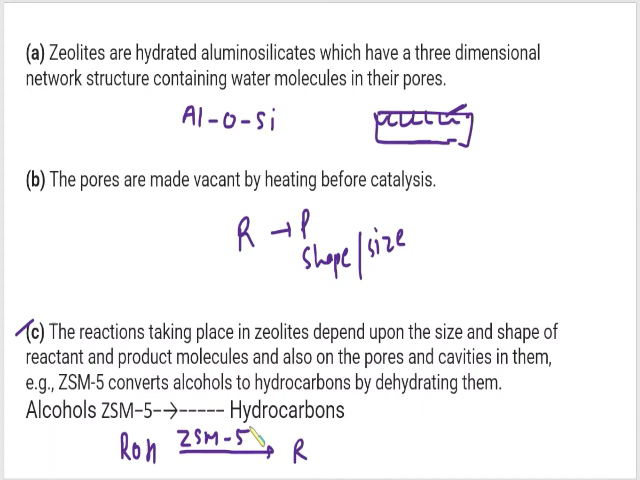 (a) Zeolites are hydrated aluminosilicates which have a three dimensional
network structure containing water molecules in their pores.
Al-O-Si
(b) The pores are made vacant by heating before catalysis.
R → P
Shape/size
(c) The reactions taking place in zeolites depend upon the size and shape of
reactant and product molecules and also on the pores and cavities in them,
e.g., ZSM-5 converts alcohols to hydrocarbons by dehydrating them.
Alcohols ZSM−5-→----- Hydrocarbons
ROH ZSM-5 → R